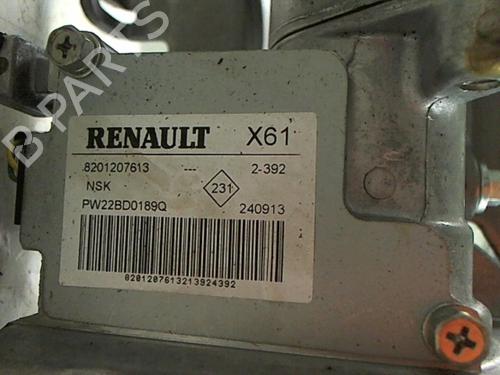 RENAULT X61
8201207613 --- 2-392
NSK 231
PW22BD0189Q 240913
8201207613213924392
B-PARTS